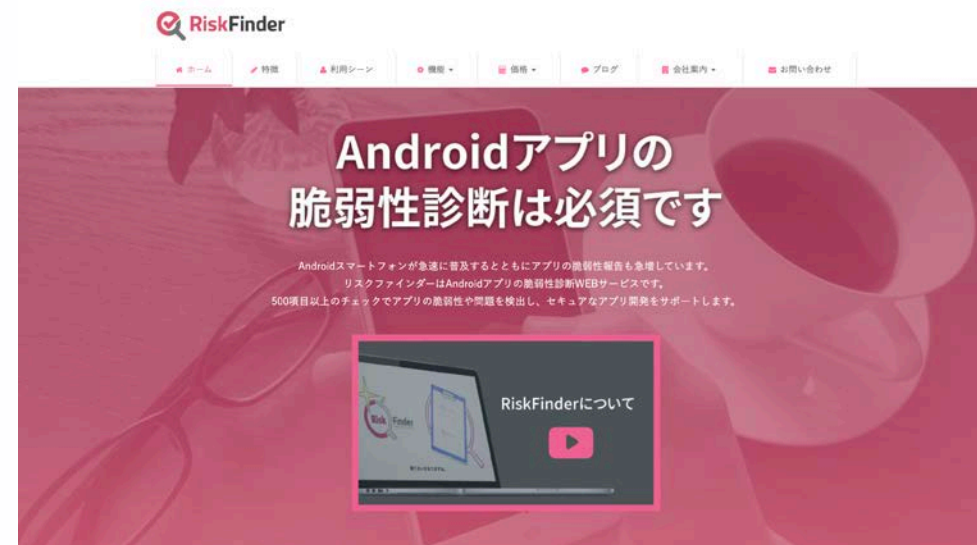 RiskFinder
ホーム 特徴 利用シーン 機能 価格 ブログ 会社案内 お問い合わせ
Androidアプリの
脆弱性診断は必須です
Androidスマートフォンが急速に普及するとともにアプリの脆弱性報告も急増しています。
リスクファインダーはAndroidアプリの脆弱性診断WEBサービスです。
500項目以上のチェックでアプリの脆弱性や問題を検出し、セキュアなアプリ開発をサポートします。
RiskFinderについて
Risk Finder